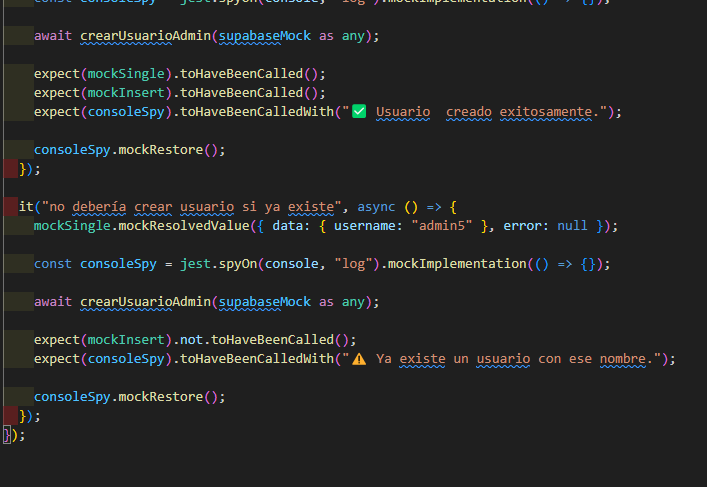 const consoleSpy = jest.spyOn(console, "log").mockImplementation(() => {});
await crearUsuarioAdmin(supabaseMock as any);
expect(mockSingle).toHaveBeenCalled();
expect(mockInsert).toHaveBeenCalled();
expect(consoleSpy).toHaveBeenCalledWith("✅ Usuario  creado exitosamente.");
consoleSpy.mockRestore();
});
it("no debería crear usuario si ya existe", async () => {
mockSingle.mockResolvedValue({ data: { username: "admin5" }, error: null });
const consoleSpy = jest.spyOn(console, "log").mockImplementation(() => {});
await crearUsuarioAdmin(supabaseMock as any);
expect(mockInsert).not.toHaveBeenCalled();
expect(consoleSpy).toHaveBeenCalledWith("⚠️ Ya existe un usuario con ese nombre.");
consoleSpy.mockRestore();
});
});